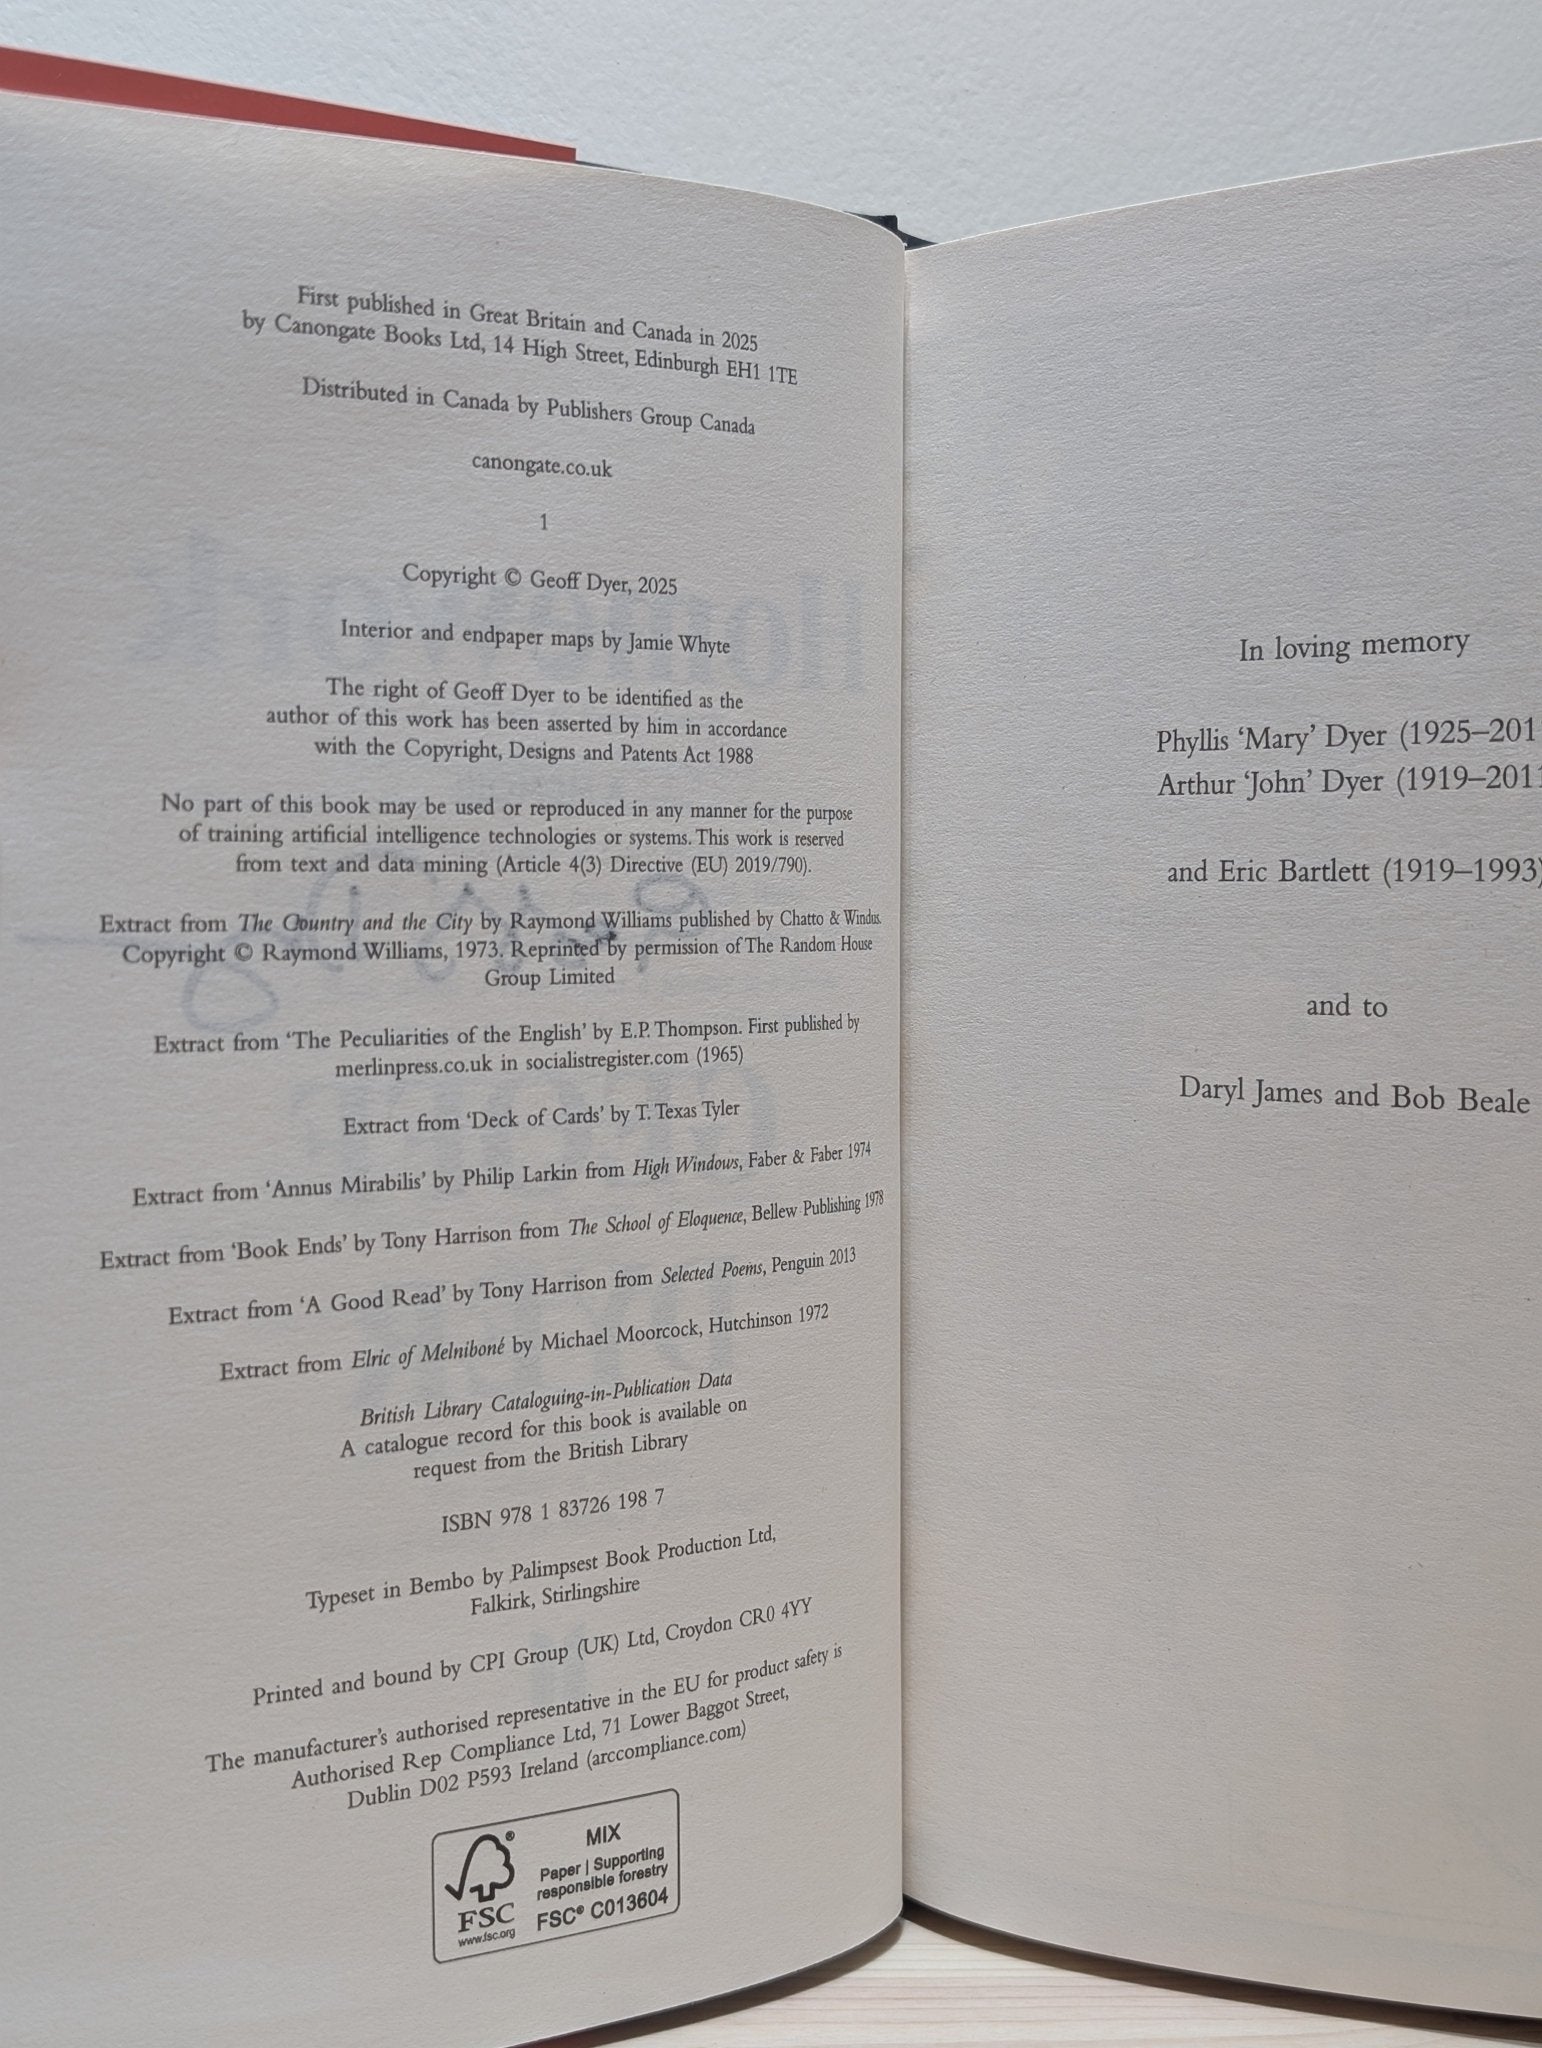 First published in Great Britain and Canada in 2025
by Canongate Books Ltd, 14 High Street, Edinburgh EH1 1TE
Distributed in Canada by Publishers Group Canada
canongate.co.uk
1
Copyright © Geoff Dyer, 2025
Interior and endpaper maps by Jamie Whyte
The right of Geoff Dyer to be identified as the
author of this work has been asserted by him in accordance
with the Copyright, Designs and Patents Act 1988
No part of this book may be used or reproduced in any manner for the purpose
of training artificial intelligence technologies or systems. This work is reserved
from text and data mining (Article 4(3) Directive (EU) 2019/790).
Extract from The Country and the City by Raymond Williams published by Chatto & Windus.
Copyright © Raymond Williams, 1973. Reprinted by permission of The Random House
Group Limited
Extract from ‘The Peculiarities of the English’ by E.P. Thompson. First published by
merlinpress.co.uk in socialistregister.com (1965)
Extract from ‘Deck of Cards’ by T. Texas Tyler
Extract from ‘Annus Mirabilis’ by Philip Larkin from High Windows, Faber & Faber 1974
Extract from ‘Book Ends’ by Tony Harrison from The School of Eloquence, Bellew Publishing 1978
Extract from ‘A Good Read’ by Tony Harrison from Selected Poems, Penguin 2013
Extract from Elric of Melniboné by Michael Moorcock, Hutchinson 1972
British Library Cataloguing-in-Publication Data
A catalogue record for this book is available on
request from the British Library
ISBN 978 1 83726 198 7
Typeset in Bembo by Palimpsest Book Production Ltd,
Falkirk, Stirlingshire
Printed and bound by CPI Group (UK) Ltd, Croydon CR0 4YY
The manufacturer’s authorised representative in the EU for product safety is
Authorised Rep Compliance Ltd, 71 Lower Baggot Street,
Dublin D02 P593 Ireland (arccompliance.com)
®
FSC
www.fsc.org
MIX
Paper | Supporting
responsible forestry
FSC® C013604
In loving memory
Phyllis ‘Mary’ Dyer (1925–201
Arthur ‘John’ Dyer (1919–2011
and Eric Bartlett (1919–1993)
and to
Daryl James and Bob Beale